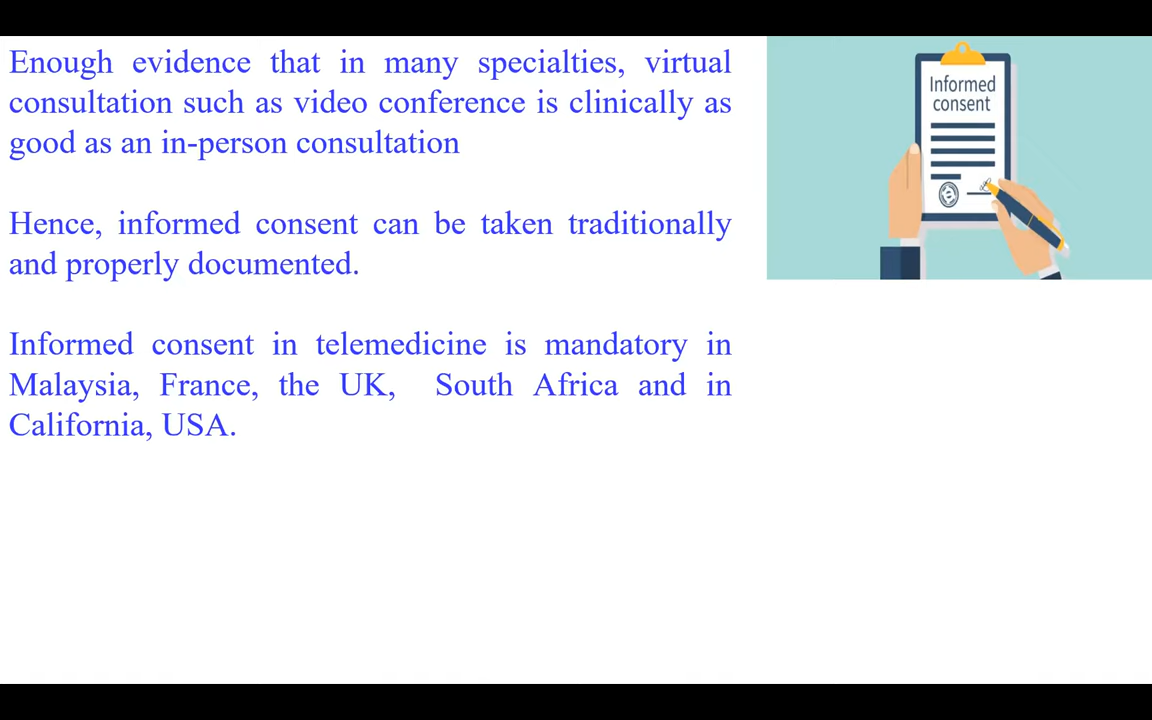 Enough evidence that in many specialties, virtual
consultation such as video conference is clinically as
good as an in-person consultation
Hence, informed consent can be taken traditionally
and properly documented.
Informed consent in telemedicine is mandatory in
Malaysia, France, the UK, South Africa and in
California, USA.
Informed
consent